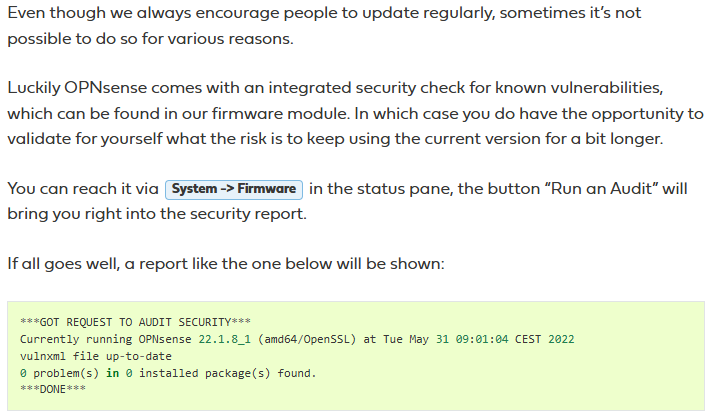 Even though we always encourage people to update regularly, sometimes it's not
possible to do so for various reasons.
Luckily OPNsense comes with an integrated security check for known vulnerabilities,
which can be found in our firmware module. In which case you do have the opportunity to
validate for yourself what the risk is to keep using the current version for a bit longer.
You can reach it via System -> Firmware in the status pane, the button “Run an Audit” will
bring you right into the security report.
If all goes well, a report like the one below will be shown:
***GOT REQUEST TO AUDIT SECURITY***
Currently running OPNsense 22.1.8_1 (amd64/OpenSSL) at Tue May 31 09:01:04 CEST 2022
vulnxml file up-to-date
0 problem(s) in 0 installed package(s) found.
***DONE***